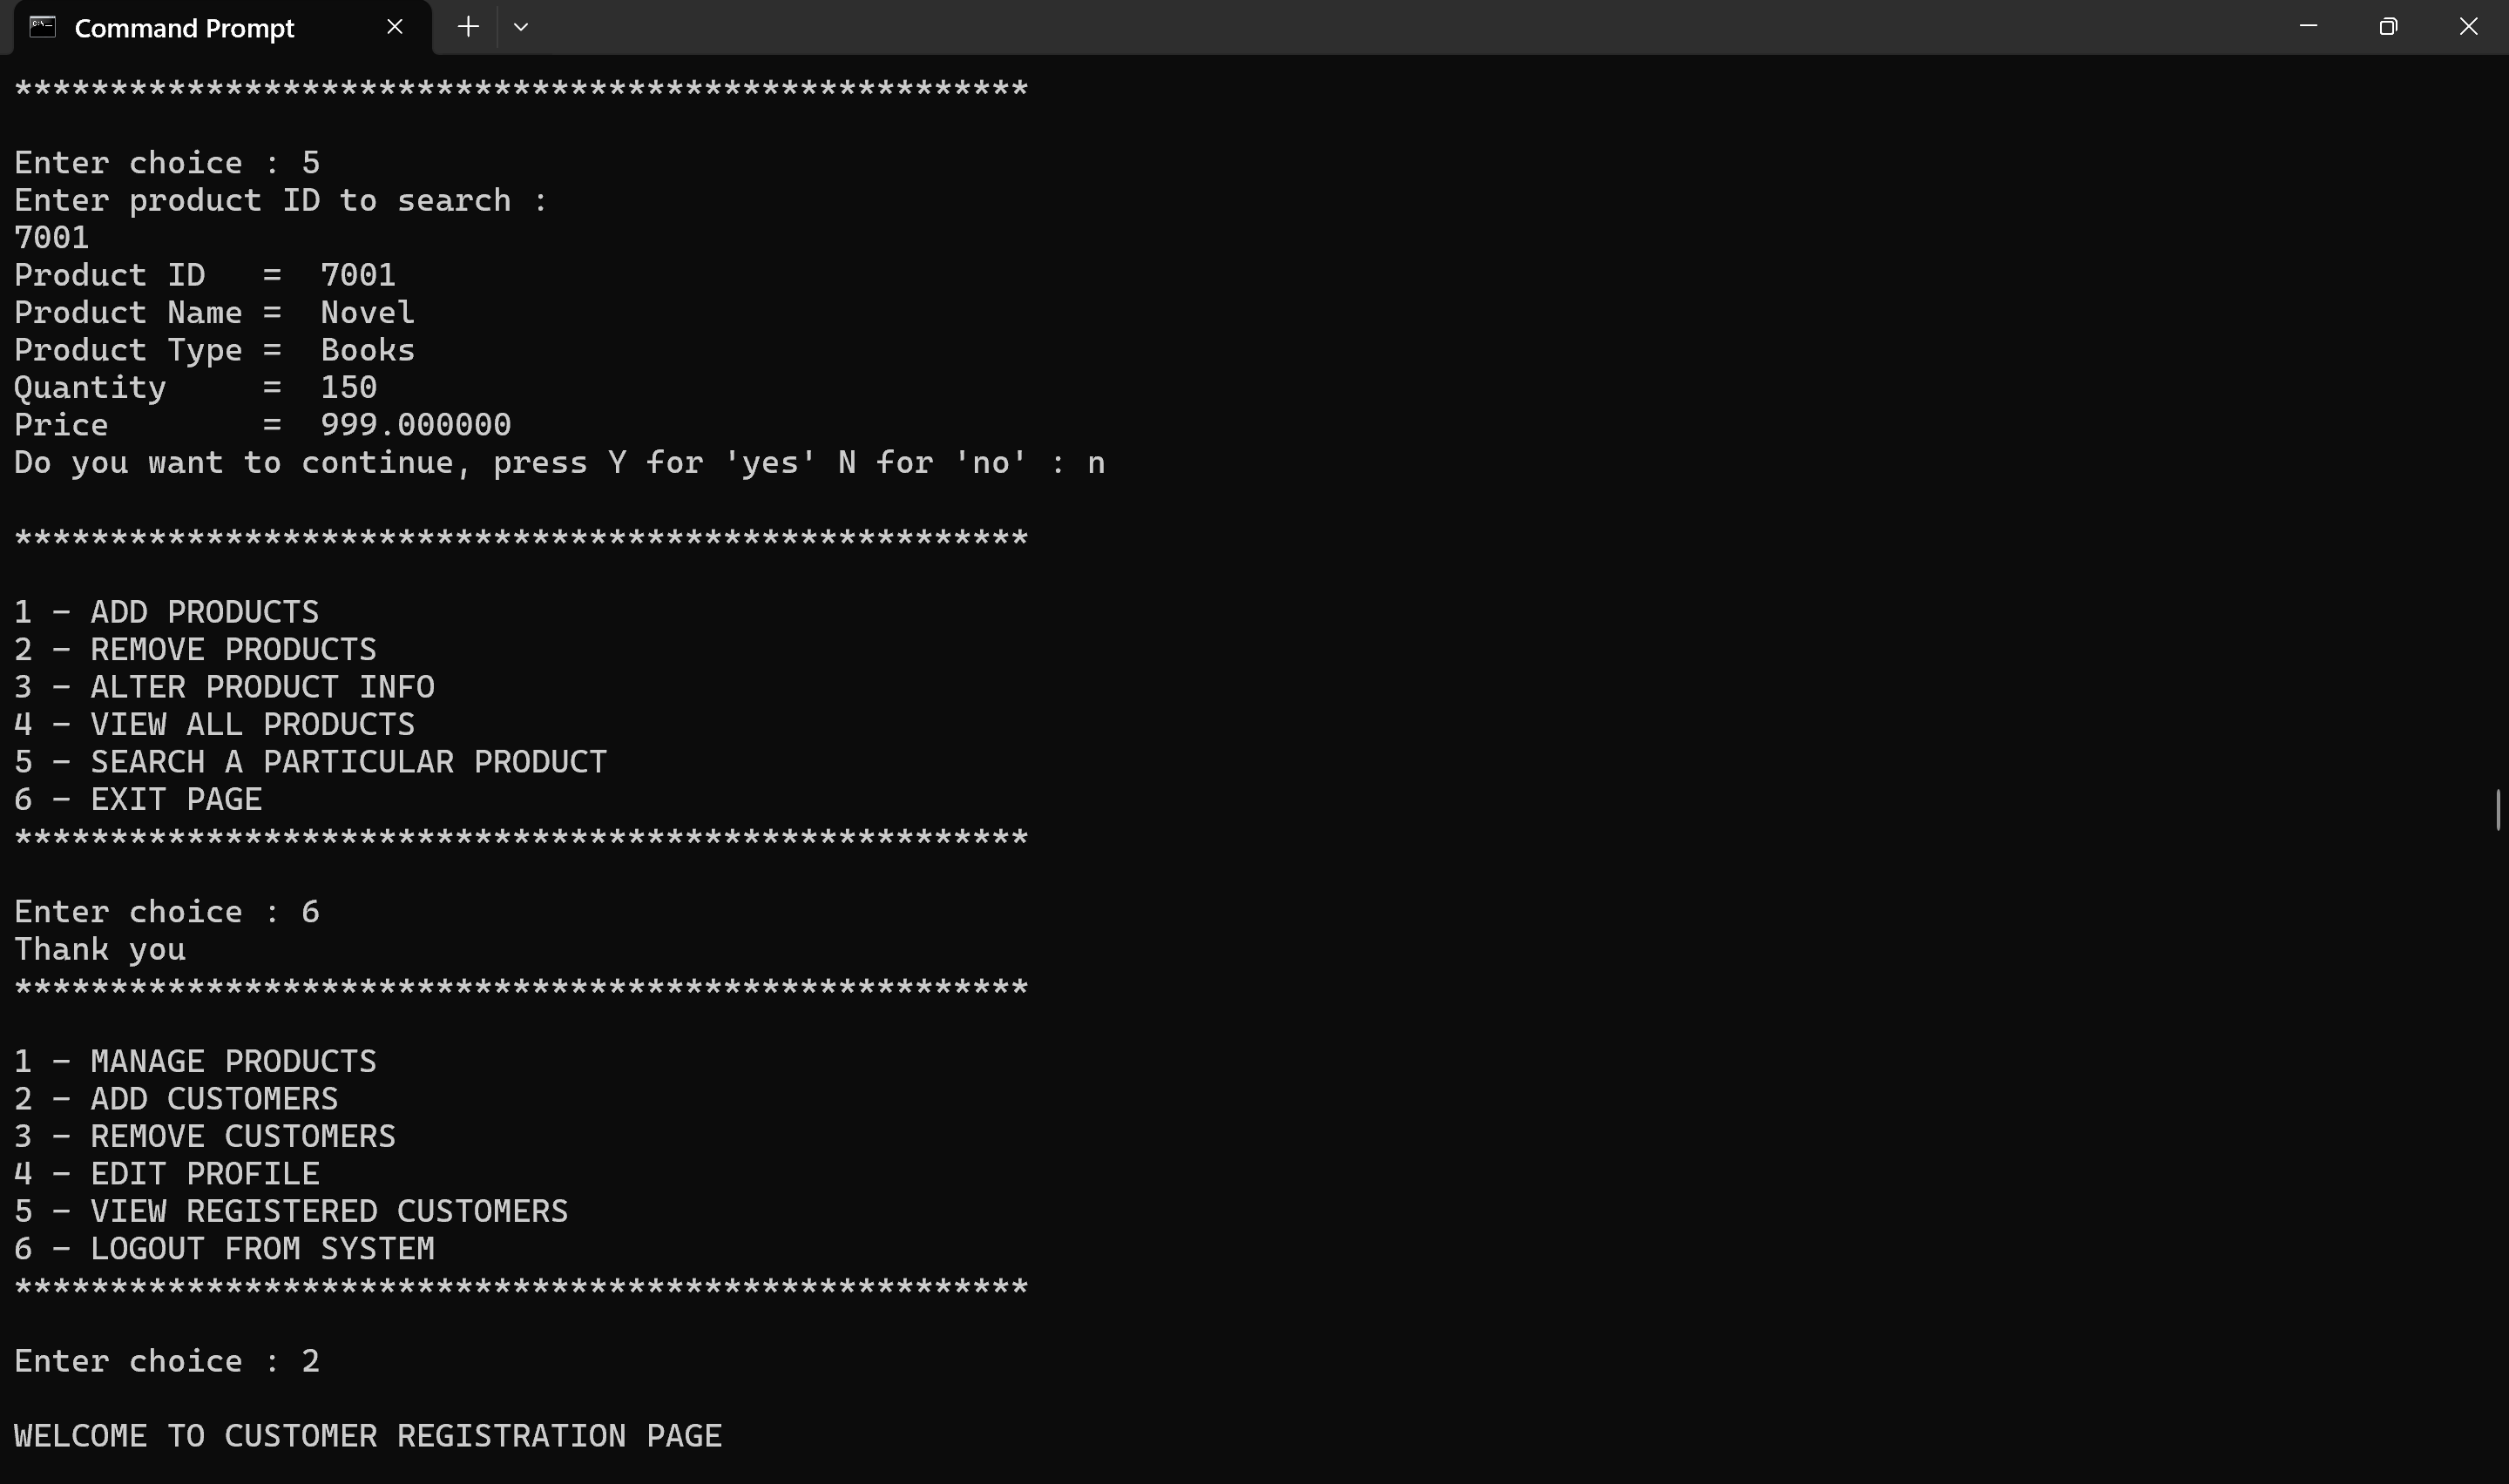 Command Prompt
*****************************************************
Enter choice : 5
Enter product ID to search :
7001
Product ID   =  7001
Product Name =  Novel
Product Type =  Books
Quantity     =  150
Price        =  999.000000
Do you want to continue, press Y for 'yes' N for 'no' : n
*****************************************************
1 - ADD PRODUCTS
2 - REMOVE PRODUCTS
3 - ALTER PRODUCT INFO
4 - VIEW ALL PRODUCTS
5 - SEARCH A PARTICULAR PRODUCT
6 - EXIT PAGE
*****************************************************
Enter choice : 6
Thank you
*****************************************************
1 - MANAGE PRODUCTS
2 - ADD CUSTOMERS
3 - REMOVE CUSTOMERS
4 - EDIT PROFILE
5 - VIEW REGISTERED CUSTOMERS
6 - LOGOUT FROM SYSTEM
*****************************************************
Enter choice : 2
WELCOME TO CUSTOMER REGISTRATION PAGE